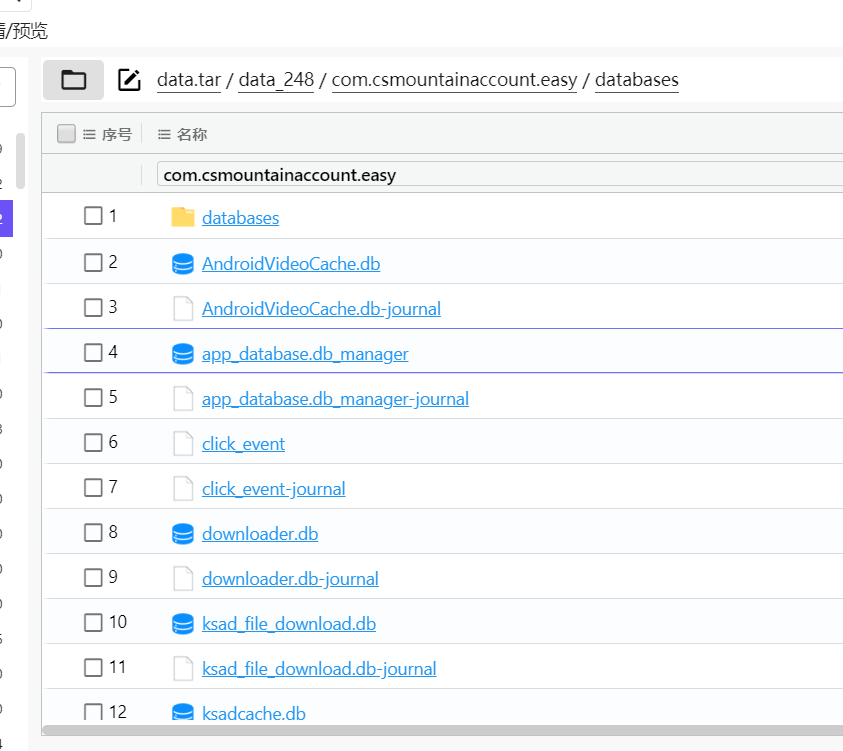 /预览
data.tar / data_248 / com.csmountainaccount.easy / databases
序号 名称
com.csmountainaccount.easy
1 databases
2 AndroidVideoCache.db
3 AndroidVideoCache.db-journal
4 app_database.db_manager
5 app_database.db_manager-journal
6 click_event
7 click_event-journal
8 downloader.db
9 downloader.db-journal
10 ksad_file_download.db
11 ksad_file_download.db-journal
12 ksadcache.db